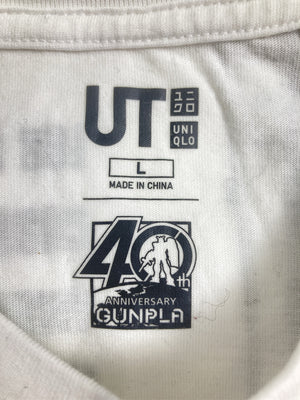 UT
ユニ
クロ
UNI
QLO
L
MADE IN CHINA
40th
ANNIVERSARY
GUNPLA